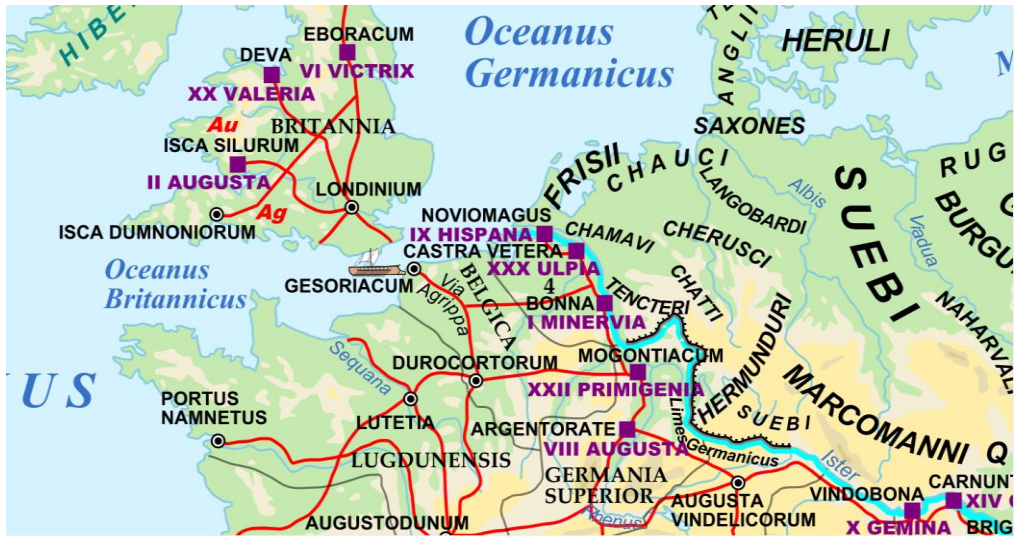 HIBE
EBORACUM
VI VICTRIX
DEVA
XX VALERIA
Oceanus
Germanicus
ANGLII
HERULI
M
Au
BRITANNIA
ISCA SILURUM
II AUGUSTA
SAXONES
FRISII
CHAUCI
LANGOBARDI
Albis
SUEBI
RUG
BURGU
Viadua
LONDINIUM
Ag
ISCA DUMNONIORUM
NOVIOMAGUS
IX HISPANA
CHAMAVI
CHERUSCI
CASTRA VETERA
XXX ULPIA
Oceanus
Britannicus
GESORIACUM
Via
Agrippa
BELGICA
4
BONNA
I MINERVIA
TENCTERI
CHATTI
HERMUNDURI
NAHARVAL
US
Sequana
DUROCORTORUM
MOGONTIACUM
XXII PRIMIGENIA
MARCOMANNI
Q
PORTUS
NAMNETUS
LUTETIA
ARGENTORATE
VIII AUGUSTA
Limes Germanicus
SUEBI
Ister
LUGDUNENSIS
GERMANIA
SUPERIOR
AUGUSTA
VINDELICORUM
VINDOBONA
X GEMINA
CARNUNT
XIV G
BRIG
AUGUSTODUNUM
Rhenus